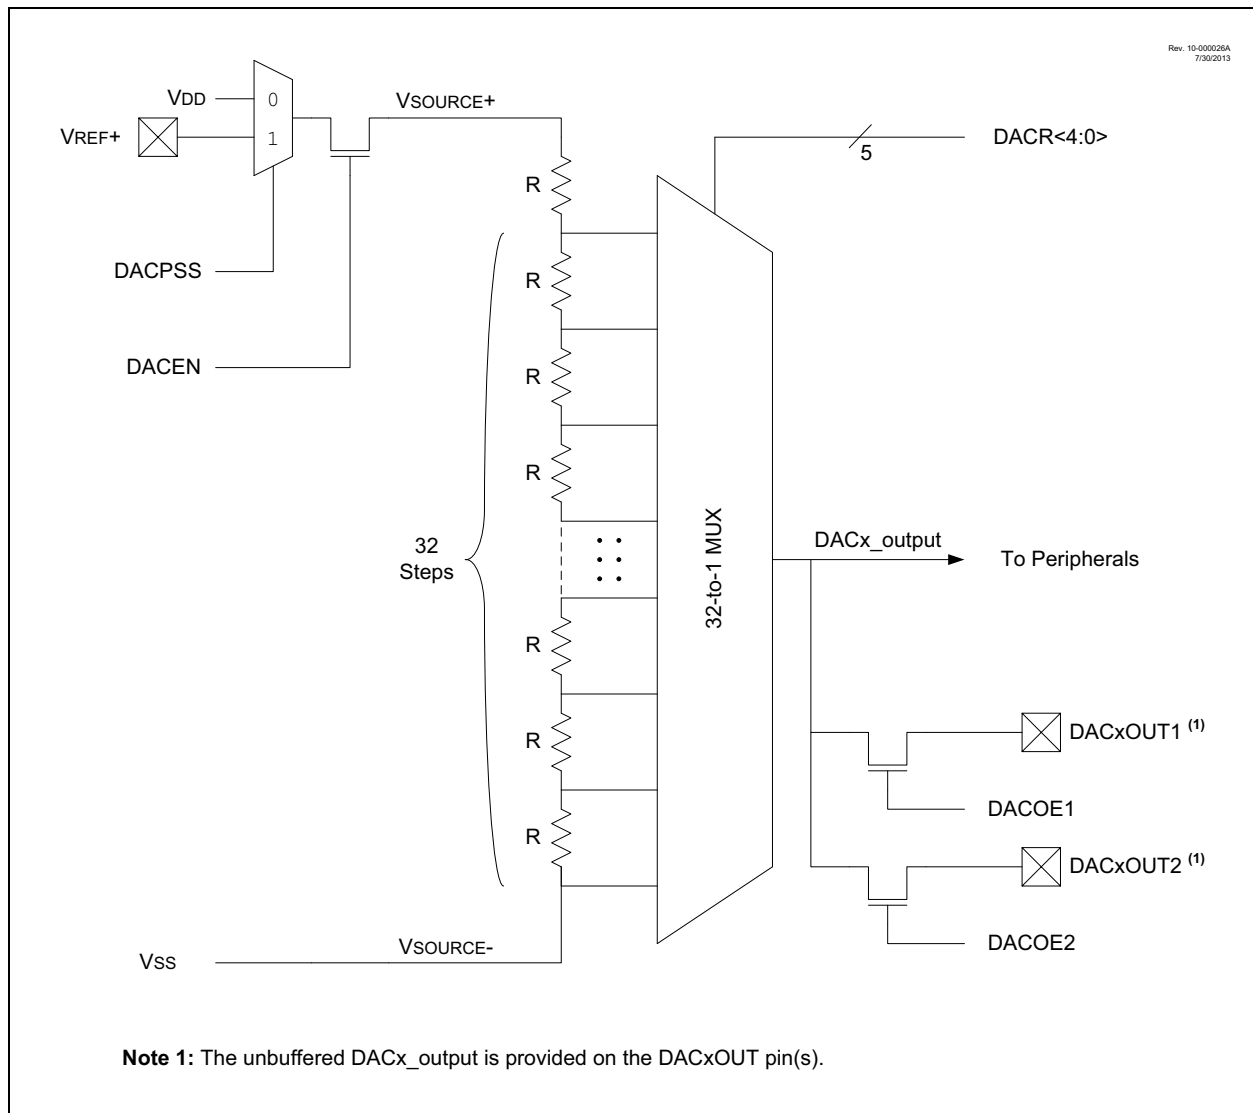 Rev. 10-000026A
7/30/2013
VDD
0
VSOURCE+
VREF+
1
DACR<4:0>
5
R
DACPSS
R
DACEN
R
R
32
Steps
32-to-1 MUX
DACx_output
To Peripherals
R
R
DACxOUT1 (1)
R
DACOE1
DACxOUT2 (1)
VSS
VSOURCE-
DACOE2
Note 1: The unbuffered DACx_output is provided on the DACxOUT pin(s).